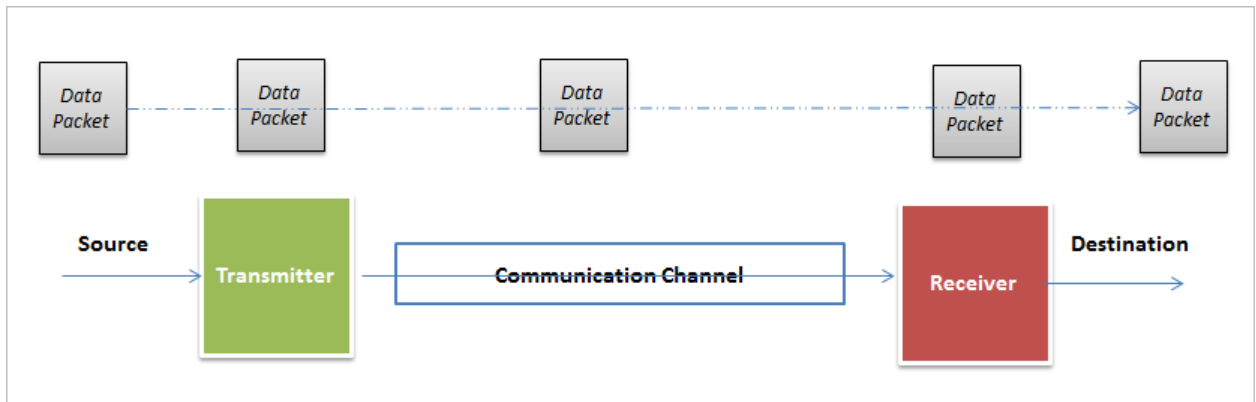 Data
Packet
Data
Packet
Data
Packet
Data
Packet
Data
Packet
Source
Transmitter
Communication Channel
Receiver
Destination